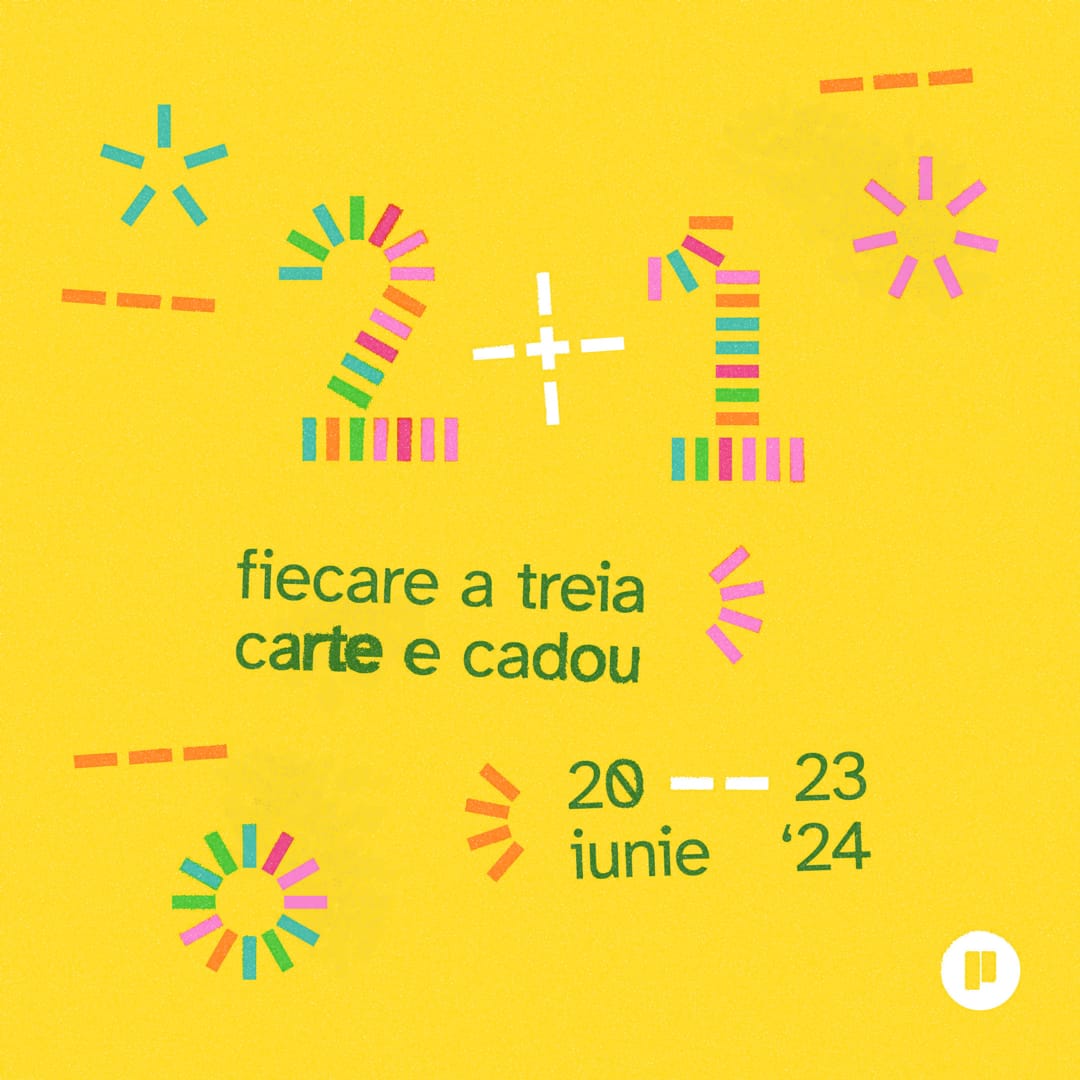 2+1
fiecare a treia
carte e cadou
20 -- 23
iunie ‘24